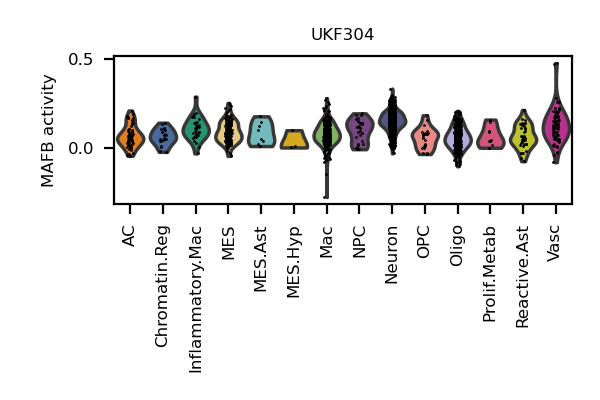 UKF304
MAFB activity
0.5
0.0
AC
Chromatin.Reg
Inflammatory.Mac
MES
MES.Ast
MES.Hyp
Mac
NPC
Neuron
OPC
Oligo
Prolif.Metab
Reactive.Ast
Vasc